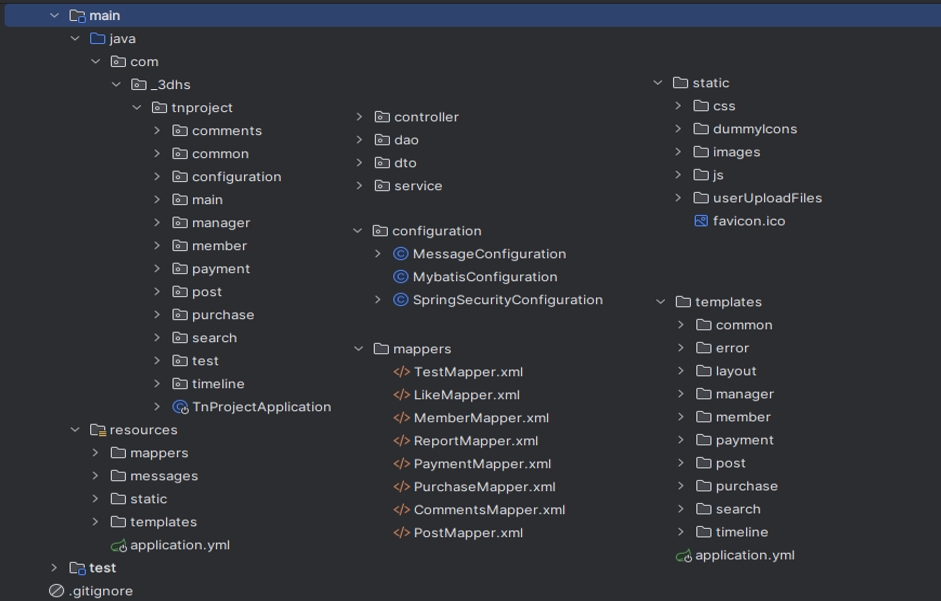 main
java
com
_3dhs
tnproject
comments
common
configuration
main
manager
member
payment
post
purchase
search
test
timeline
TnProjectApplication
resources
mappers
messages
static
templates
application.yml
test
.gitignore
controller
dao
dto
service
configuration
MessageConfiguration
MybatisConfiguration
SpringSecurityConfiguration
mappers
TestMapper.xml
LikeMapper.xml
MemberMapper.xml
ReportMapper.xml
PaymentMapper.xml
PurchaseMapper.xml
CommentsMapper.xml
PostMapper.xml
static
css
dummyIcons
images
js
userUploadFiles
favicon.ico
templates
common
error
layout
manager
member
payment
post
purchase
search
timeline
application.yml